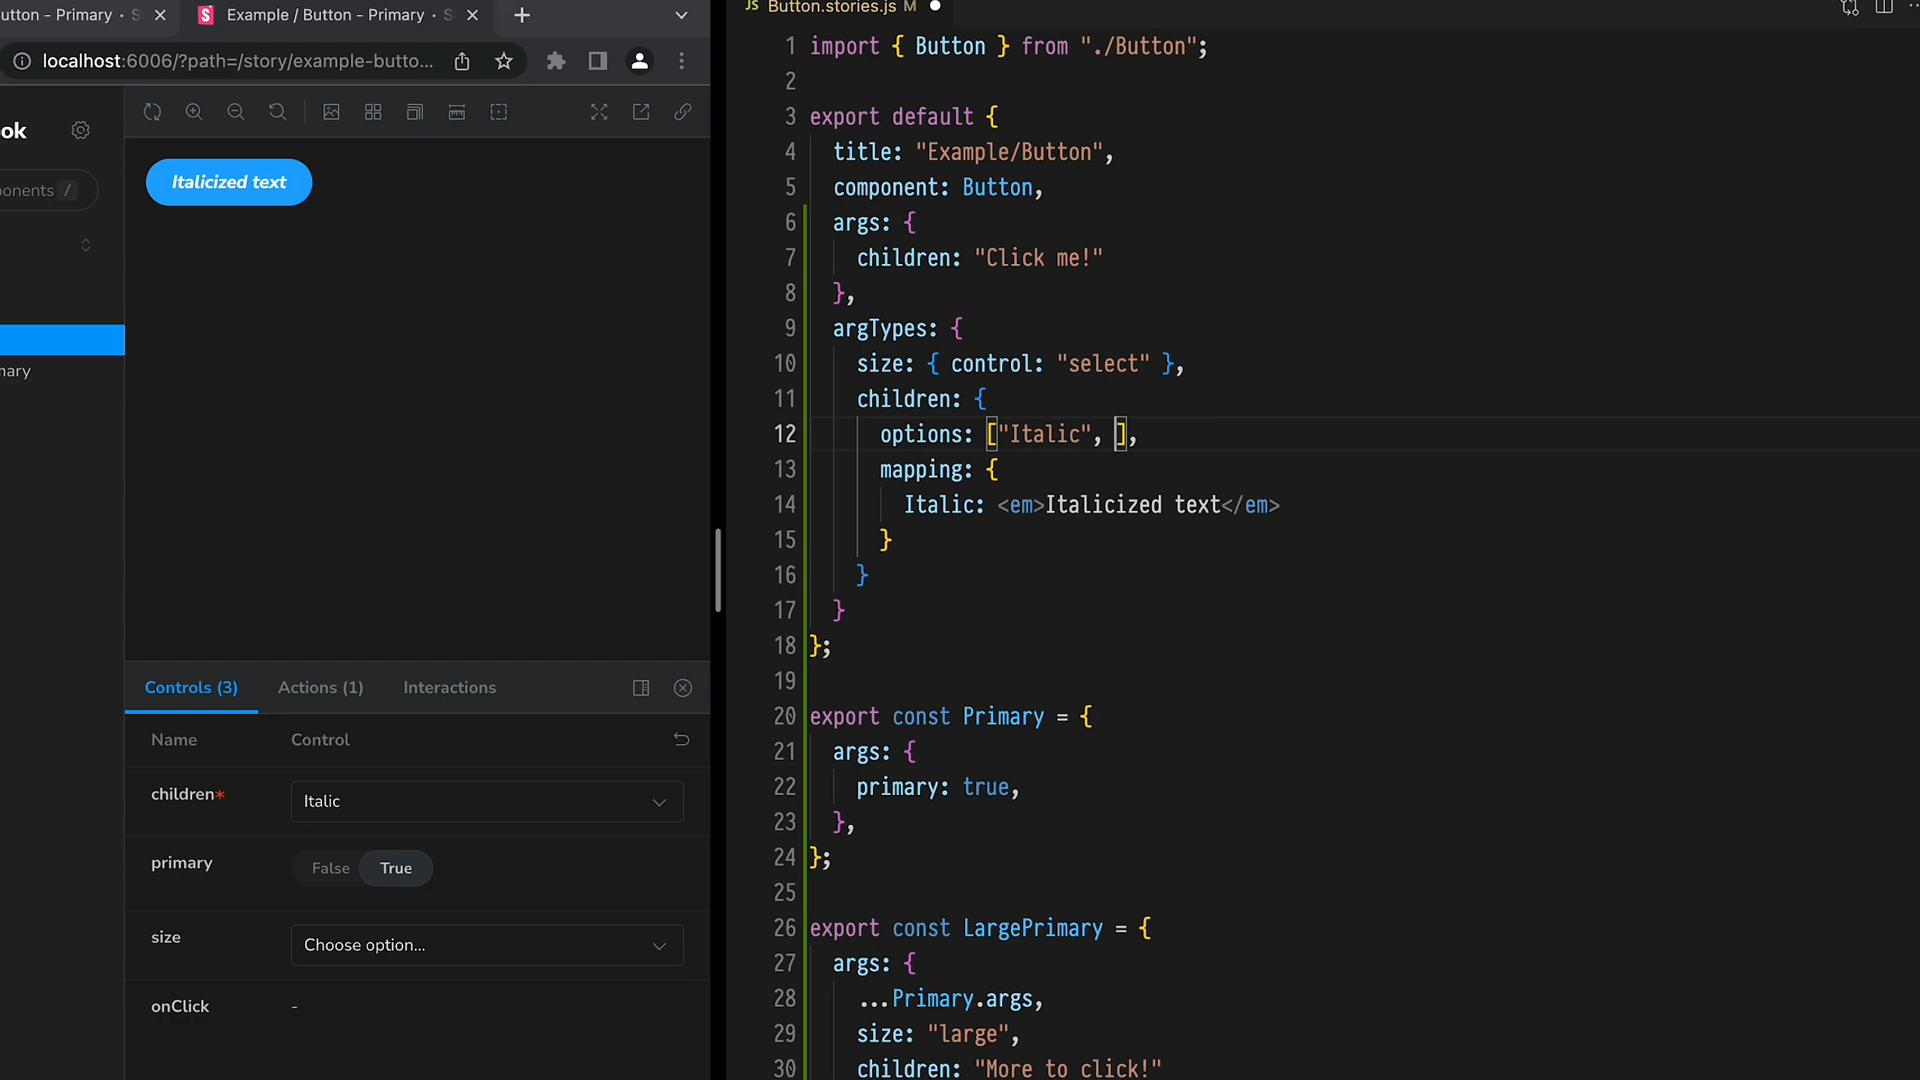 utton - Primary · S
Example / Button - Primary · S
localhost:6006/?path=/story/example-butto...
ok
onents /
mary
Italicized text
Controls (3)
Actions (1)
Interactions
Name
Control
children*
Italic
primary
False
True
size
Choose option...
onClick
-
JS Button.stories.js M
1 import { Button } from "./Button";
2
3 export default {
4 title: "Example/Button",
5 component: Button,
6 args: {
7 children: "Click me!"
8 },
9 argTypes: {
10 size: { control: "select" },
11 children: {
12 options: ["Italic", ],
13 mapping: {
14 Italic: <em>Italicized text</em>
15 }
16 }
17 }
18 };
19
20 export const Primary = {
21 args: {
22 primary: true,
23 },
24 };
25
26 export const LargePrimary = {
27 args: {
28 ...Primary.args,
29 size: "large",
30 children: "More to click!"